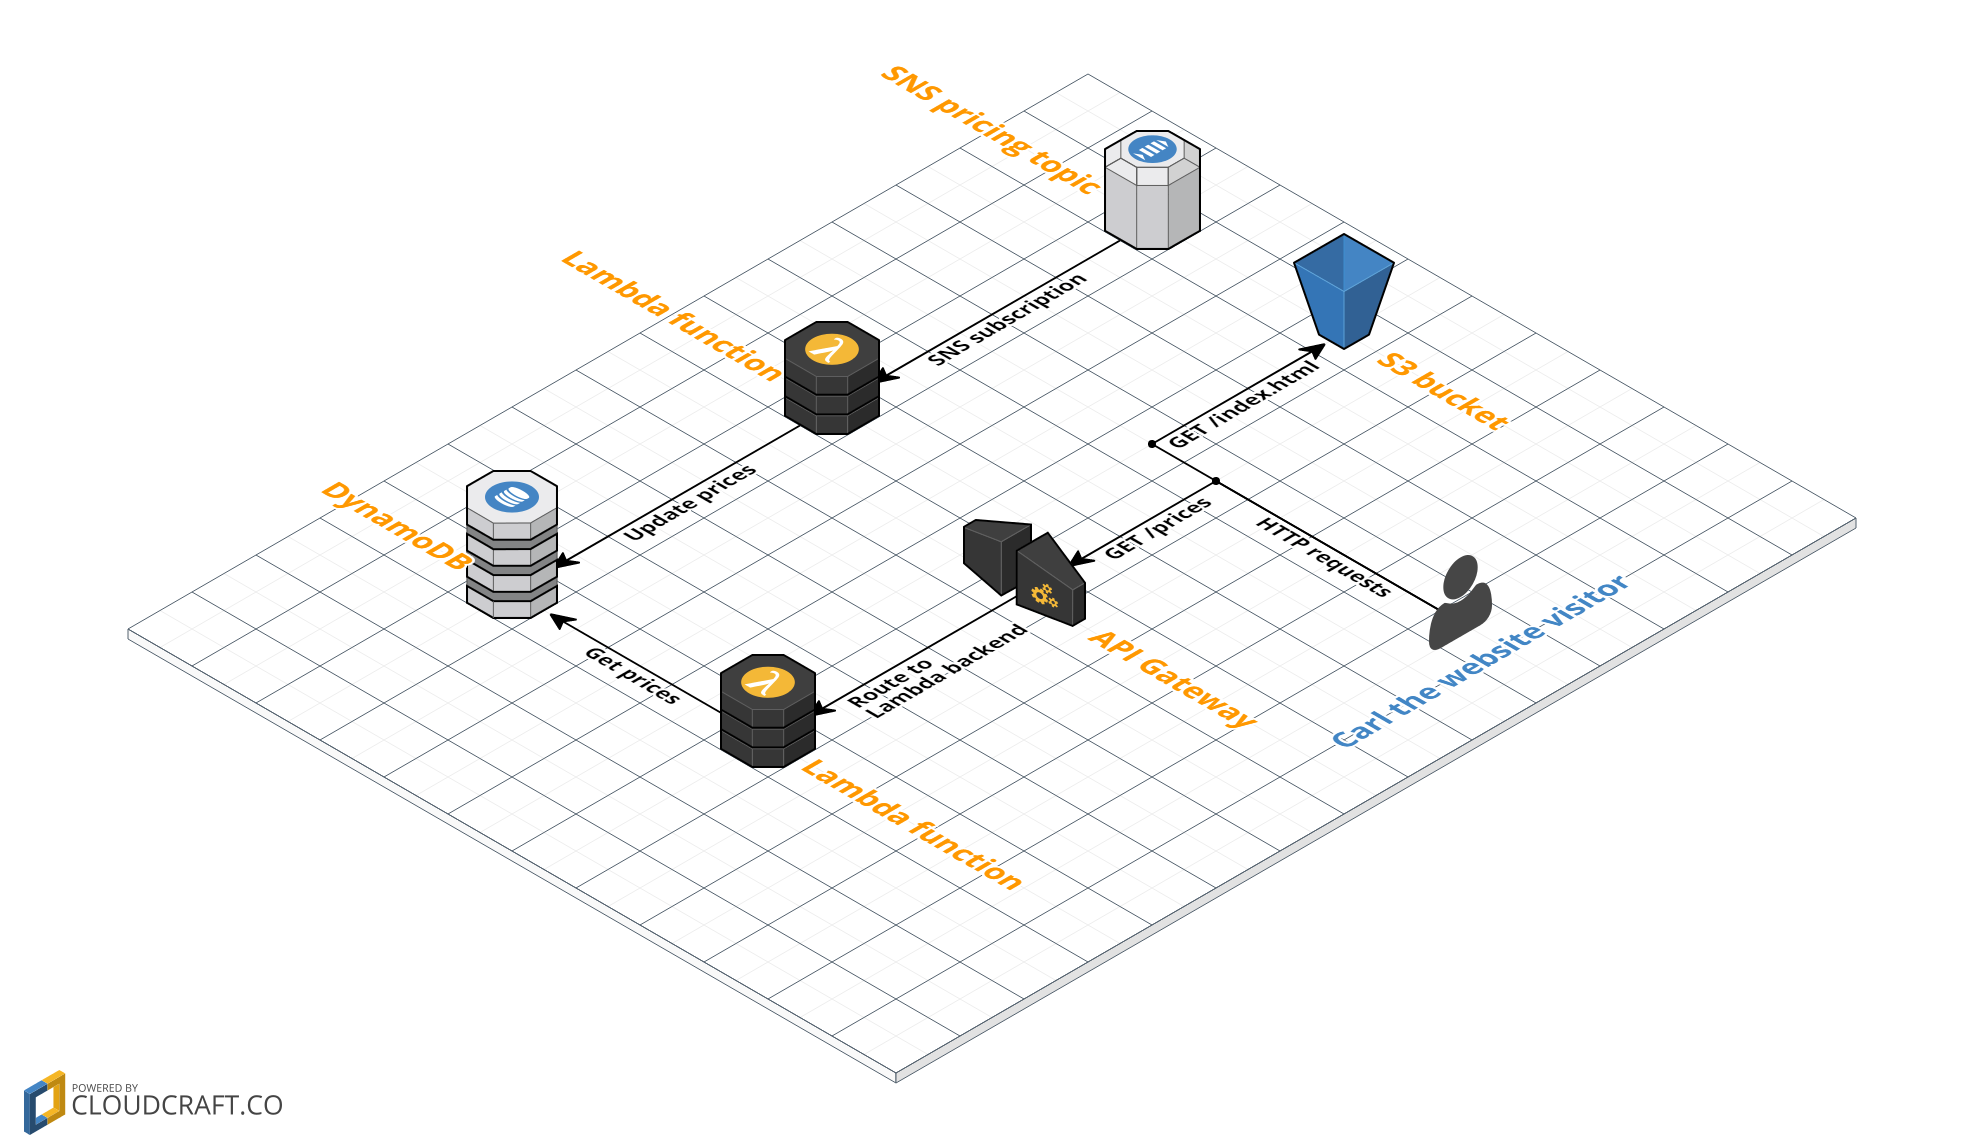 SNS pricing topic
Lambda function
SNS subscription
S3 bucket
GET /index.html
Update prices
DynamoDB
GET /prices
HTTP requests
Carl the website visitor
API Gateway
Get prices
Route to
Lambda backend
Lambda function
POWERED BY
CLOUDCRAFT.CO